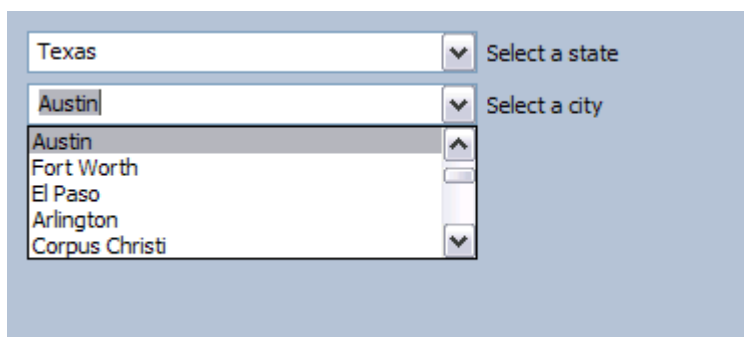 Texas Select a state
Austin Select a city
Austin
Fort Worth
El Paso
Arlington
Corpus Christi